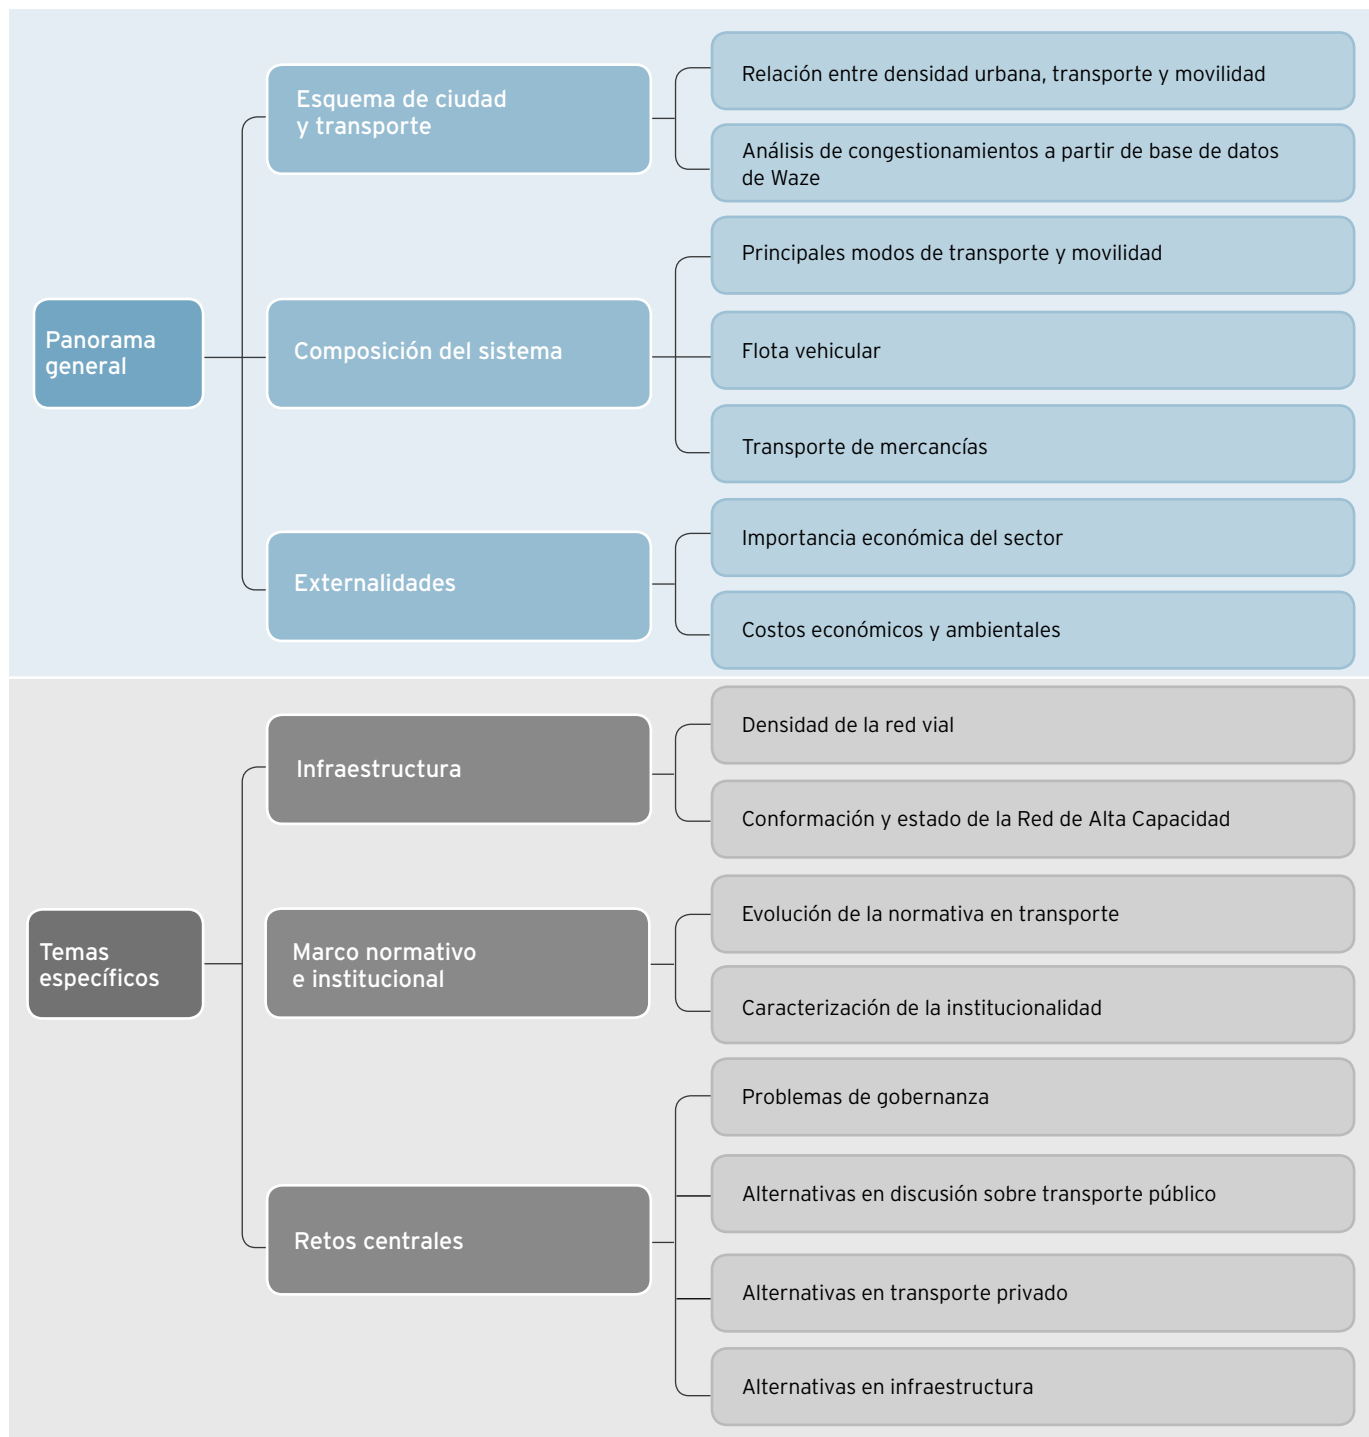 Panorama
general
Esquema de ciudad
y transporte
Relación entre densidad urbana, transporte y movilidad
Análisis de congestionamientos a partir de base de datos
de Waze
Composición del sistema
Principales modos de transporte y movilidad
Flota vehicular
Transporte de mercancías
Externalidades
Importancia económica del sector
Costos económicos y ambientales
Temas
específicos
Infraestructura
Densidad de la red vial
Conformación y estado de la Red de Alta Capacidad
Marco normativo
e institucional
Evolución de la normativa en transporte
Caracterización de la institucionalidad
Retos centrales
Problemas de gobernanza
Alternativas en discusión sobre transporte público
Alternativas en transporte privado
Alternativas en infraestructura